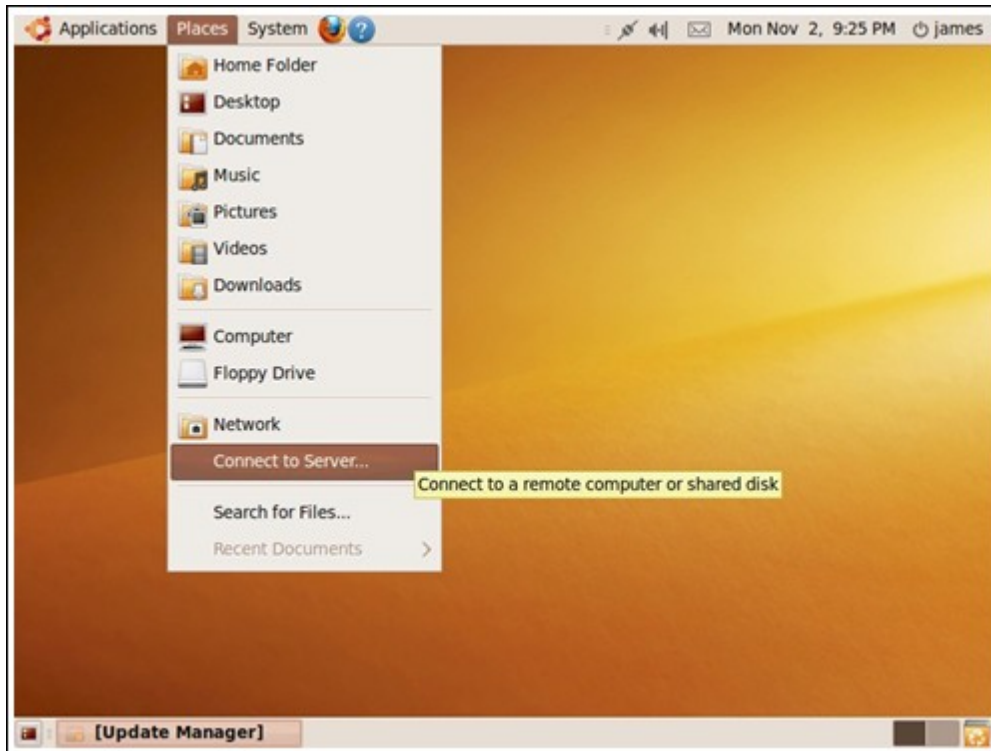 Applications Places System ? Mon Nov 2, 9:25 PM james
Home Folder
Desktop
Documents
Music
Pictures
Videos
Downloads
Computer
Floppy Drive
Network
Connect to Server...
Connect to a remote computer or shared disk
Search for Files...
Recent Documents
[Update Manager]